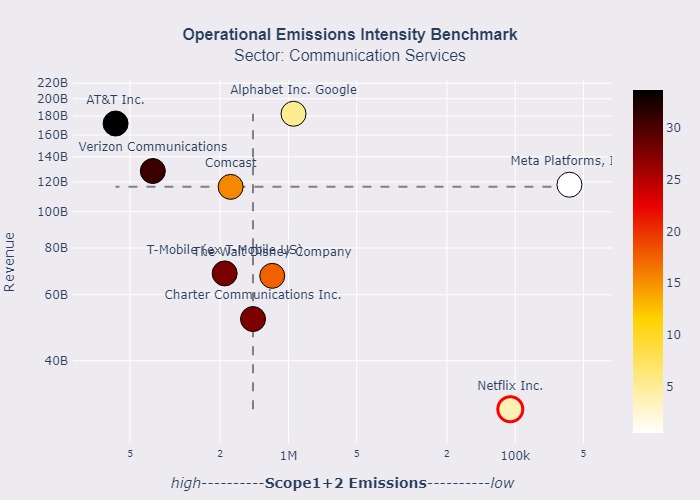 Operational Emissions Intensity Benchmark
Sector: Communication Services
220B
200B
180B
160B
140B
120B
100B
80B
60B
40B
Revenue
AT&T Inc.
Alphabet Inc. Google
Verizon Communications
Comcast
Meta Platforms, I
T-Mobile (ex T-Mobile US)
The Walt Disney Company
Charter Communications Inc.
Netflix Inc.
30
25
20
15
10
5
5 2 1M 5 2 100k 5
high----------Scope1+2 Emissions----------low